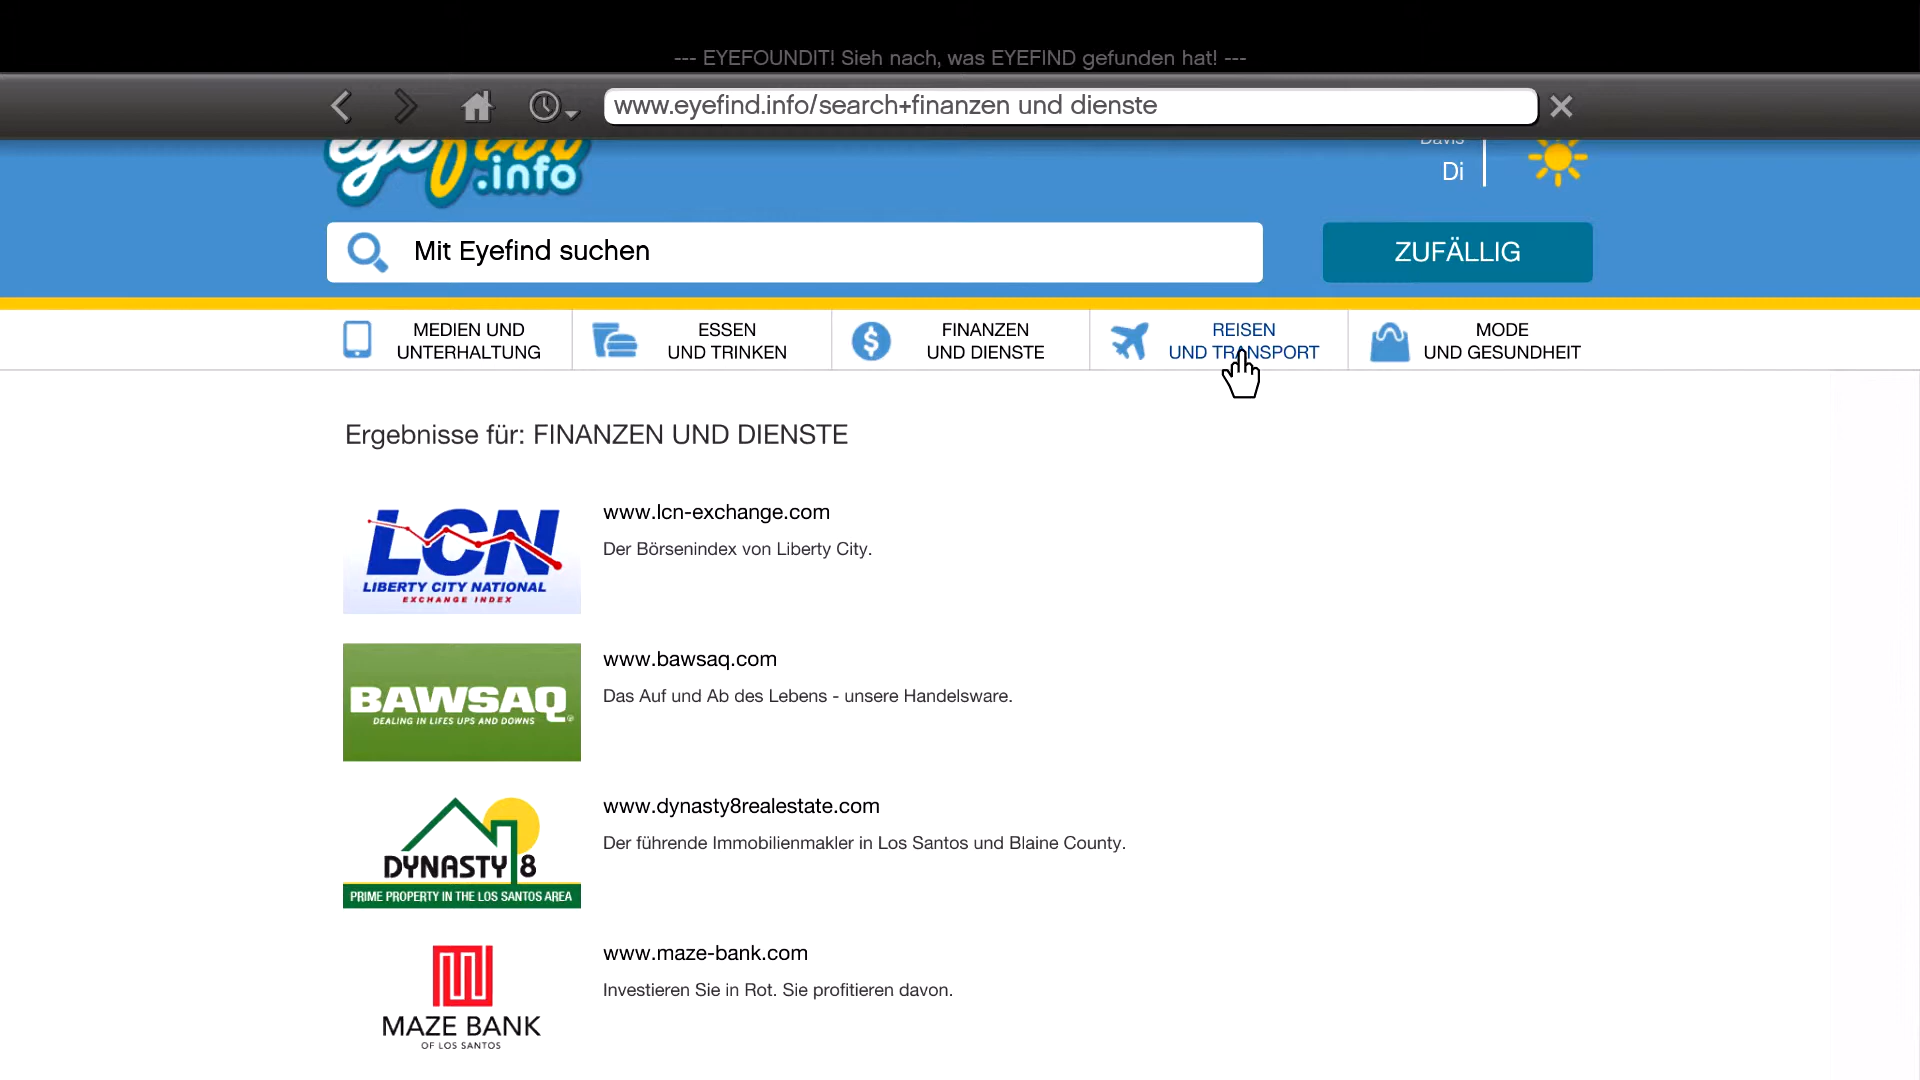 --- EYEFOUNDIT! Sieh nach, was EYEFIND gefunden hat! ---
www.eyefind.info/search+finanzen und dienste
eyefind
.info
Davis
Di
Mit Eyefind suchen
ZUFÄLLIG
MEDIEN UND
UNTERHALTUNG
ESSEN
UND TRINKEN
FINANZEN
UND DIENSTE
REISEN
UND TRANSPORT
MODE
UND GESUNDHEIT
Ergebnisse für: FINANZEN UND DIENSTE
LCN
LIBERTY CITY NATIONAL
EXCHANGE INDEX
www.lcn-exchange.com
Der Börsenindex von Liberty City.
BAWSAQ
DEALING IN LIFES UPS AND DOWNS
www.bawsaq.com
Das Auf und Ab des Lebens - unsere Handelsware.
DYNASTY 8
PRIME PROPERTY IN THE LOS SANTOS AREA
www.dynasty8realestate.com
Der führende Immobilienmakler in Los Santos und Blaine County.
MAZE BANK
OF LOS SANTOS
www.maze-bank.com
Investieren Sie in Rot. Sie profitieren davon.